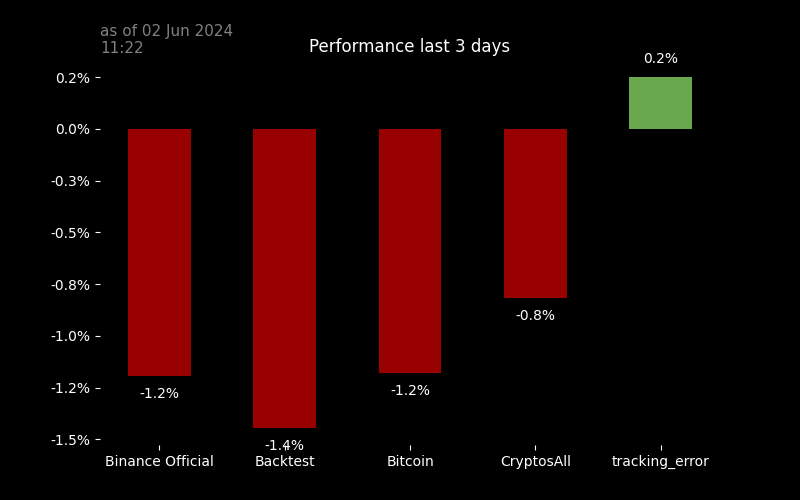 as of 02 Jun 2024
11:22
Performance last 3 days
0.2%
0.2%
0.0%
-0.3%
-0.5%
-0.8%
-1.0%
-1.2%
-1.5%
-1.2%
-1.4%
-1.2%
-0.8%
Binance Official
Backtest
Bitcoin
CryptosAll
tracking_error